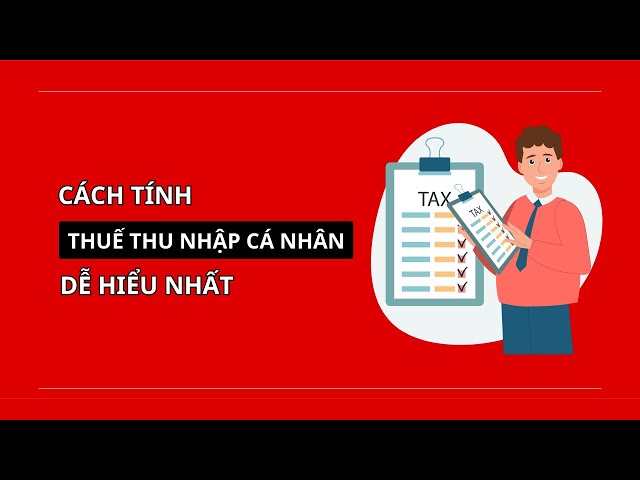 CÁCH TÍNH
THUẾ THU NHẬP CÁ NHÂN
DỄ HIỂU NHẤT
TAX
TAX